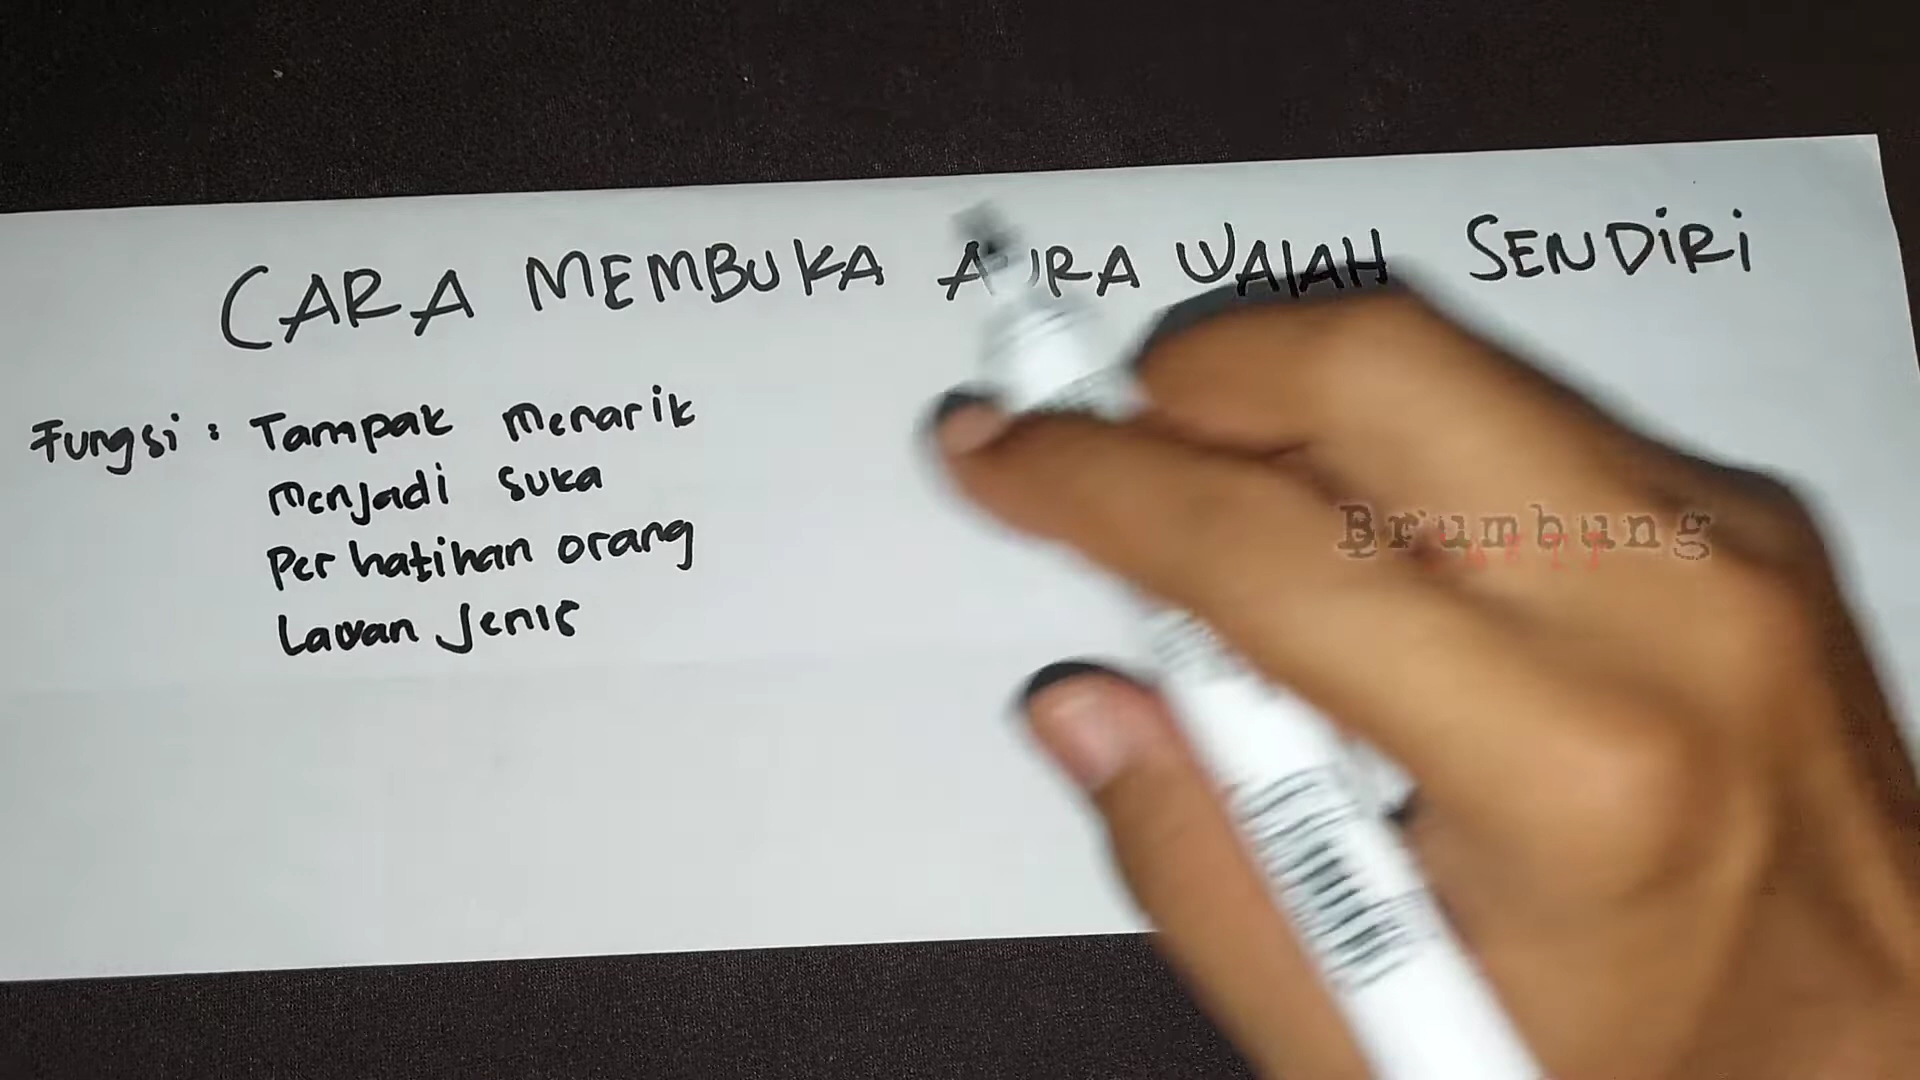 CARA MEMBUKA AURA WAJAH SENDIRI
Fungsi : Tampak menarik
menjadi suka
Perhatihan orang
Lawan Jenis
Brumbung